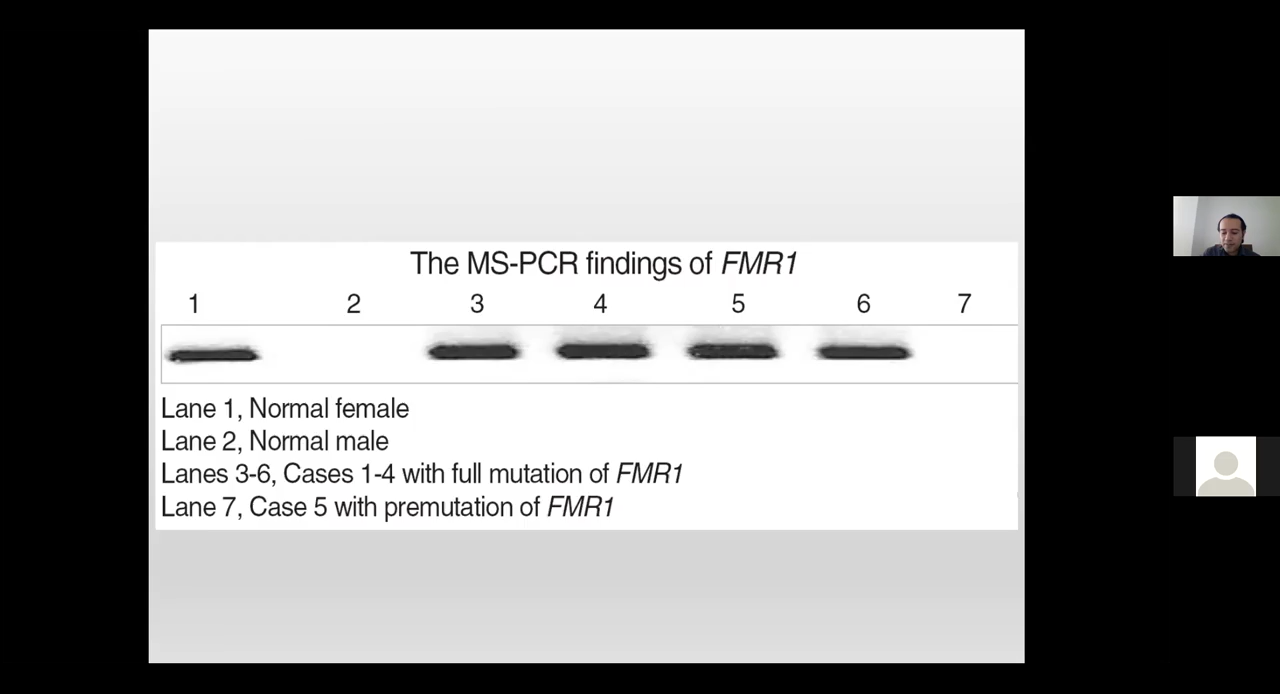 The MS-PCR findings of FMR1
1 2 3 4 5 6 7
Lane 1, Normal female
Lane 2, Normal male
Lanes 3-6, Cases 1-4 with full mutation of FMR1
Lane 7, Case 5 with premutation of FMR1